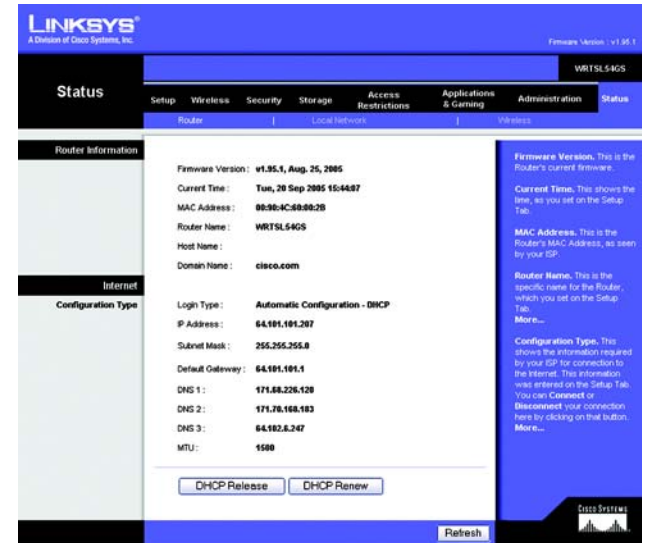 LINKSYS®
A Division of Cisco Systems, Inc.
Firmware Version : v1.95.1
WRTSL54GS
Status
Setup Wireless Security Storage Access Restrictions Applications & Gaming Administration Status
Router | Local Network | Wireless
Router Information
Firmware Version : v1.95.1, Aug. 25, 2005
Current Time : Tue, 20 Sep 2005 15:44:07
MAC Address : 00:90:4C:60:00:2B
Router Name : WRTSL54GS
Host Name :
Domain Name : cisco.com
Internet
Configuration Type
Login Type : Automatic Configuration - DHCP
IP Address : 64.101.101.207
Subnet Mask : 255.255.255.0
Default Gateway : 64.101.101.1
DNS 1 : 171.68.226.120
DNS 2 : 171.70.168.183
DNS 3 : 64.102.6.247
MTU : 1500
DHCP Release DHCP Renew
Refresh
Firmware Version. This is the
Router's current firmware.
Current Time. This shows the
time, as you set on the Setup
Tab.
MAC Address. This is the
Router's MAC Address, as seen
by your ISP.
Router Name. This is the
specific name for the Router,
which you set on the Setup
Tab.
More...
Configuration Type. This
shows the information required
by your ISP for connection to
the Internet. This information
was entered on the Setup Tab.
You can Connect or
Disconnect your connection
here by clicking on that button.
More...
CISCO SYSTEMS